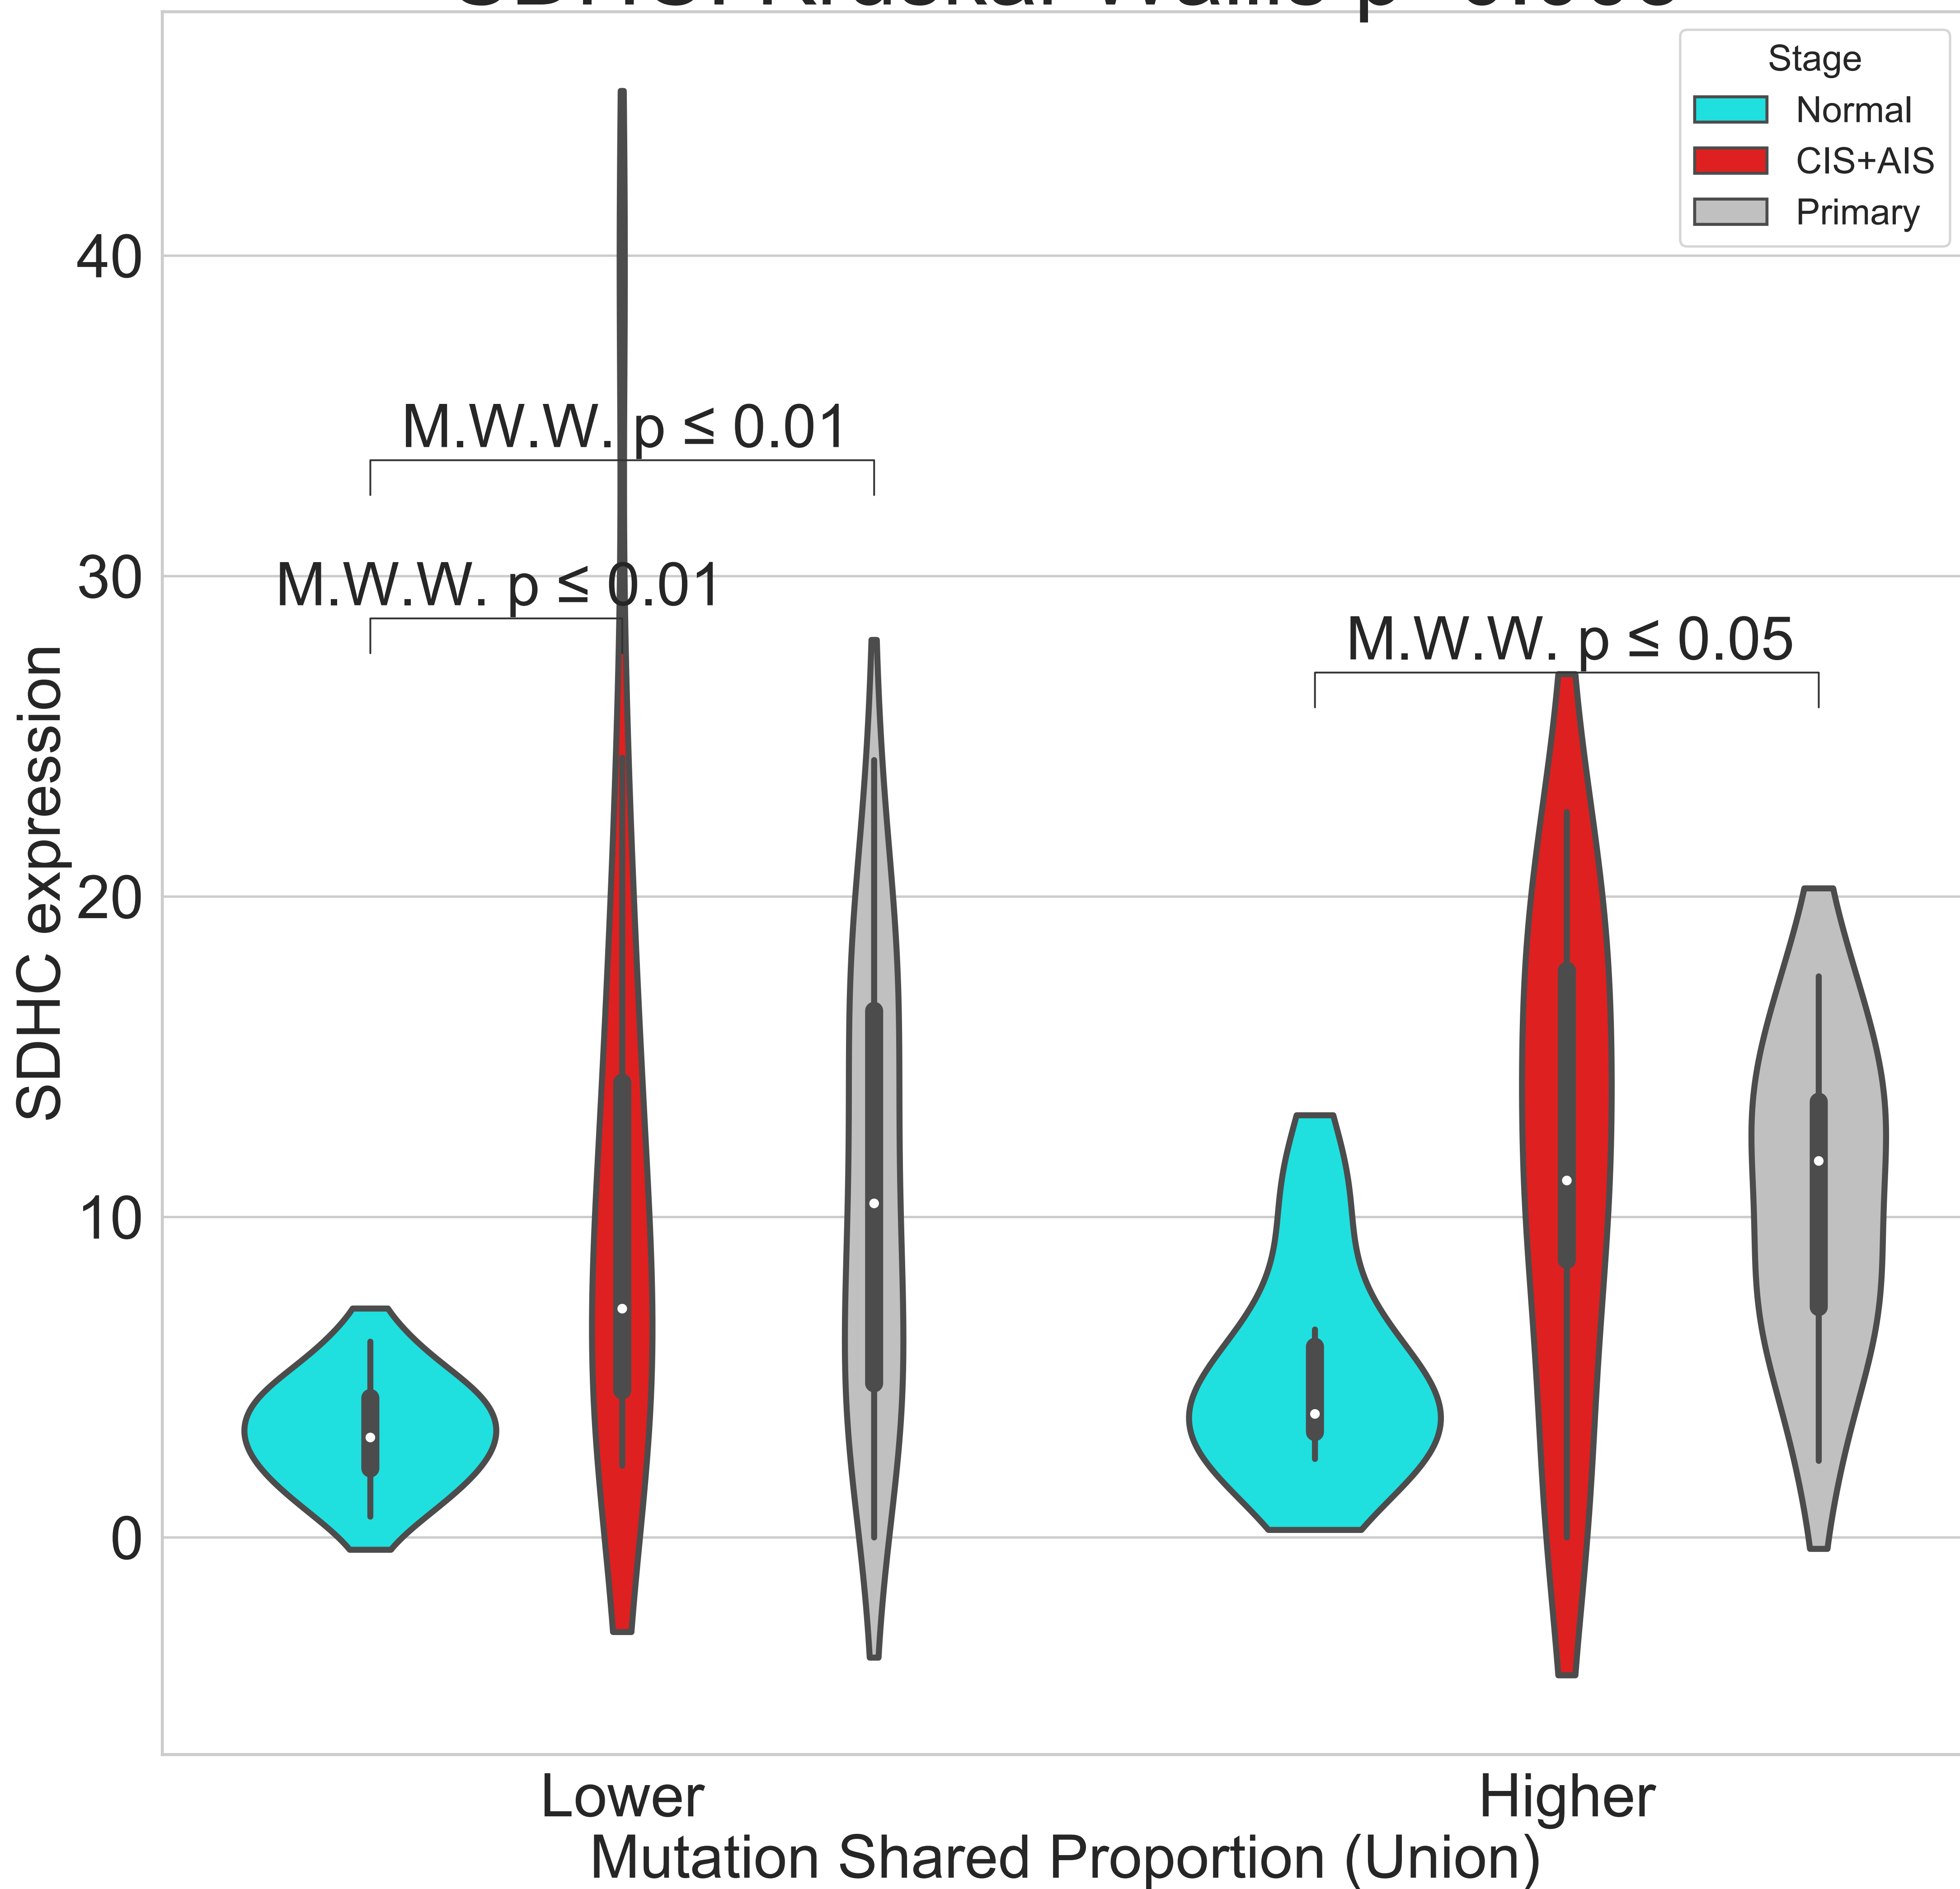 Stage
Normal
CIS+AIS
Primary
40
30
20
10
0
SDHC expression
M.W.W. p ≤ 0.01
M.W.W. p ≤ 0.01
M.W.W. p ≤ 0.05
Lower
Higher
Mutation Shared Proportion (Union)